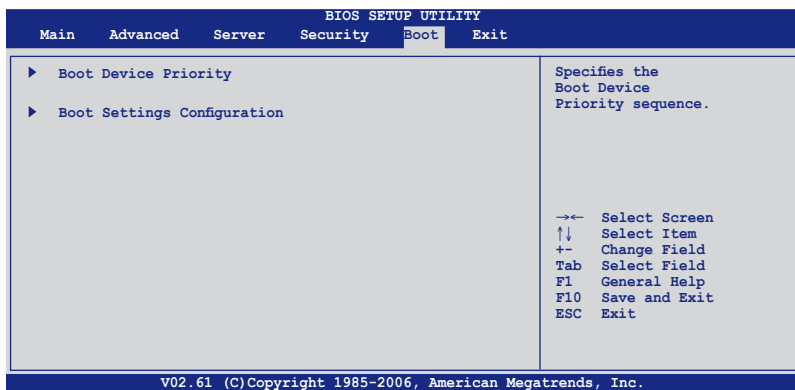 BIOS SETUP UTILITY
Main Advanced Server Security Boot Exit
Boot Device Priority
Boot Settings Configuration
Specifies the
Boot Device
Priority sequence.
→← Select Screen
↑↓ Select Item
+- Change Field
Tab Select Field
F1 General Help
F10 Save and Exit
ESC Exit
V02.61 (C)Copyright 1985-2006, American Megatrends, Inc.